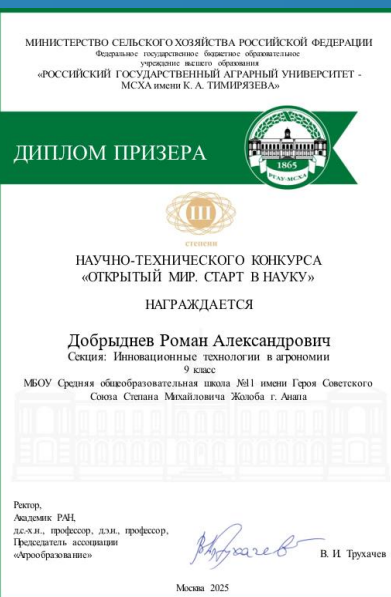 МИНИСТЕРСТВО СЕЛЬСКОГО ХОЗЯЙСТВА РОССИЙСКОЙ ФЕДЕРАЦИИ
Федеральное государственное бюджетное образовательное
учреждение высшего образования
«РОССИЙСКИЙ ГОСУДАРСТВЕННЫЙ АГРАРНЫЙ УНИВЕРСИТЕТ -
МСХА имени К. А. ТИМИРЯЗЕВА»
ДИПЛОМ ПРИЗЕРА
1865
РГАУ-МСХА
III
СТЕПЕНИ
НАУЧНО-ТЕХНИЧЕСКОГО КОНКУРСА
«ОТКРЫТЫЙ МИР. СТАРТ В НАУКУ»
НАГРАЖДАЕТСЯ
Добрыднев Роман Александрович
Секция: Инновационные технологии в агрономии
9 класс
МБОУ Средняя общеобразовательная школа №11 имени Героя Советского
Союза Степана Михайловича Жолоба г. Анапа
Ректор,
Академик РАН,
д.с.-х.н., профессор, д.э.н., профессор,
Председатель ассоциации
«Агрообразование»
В. И. Трухачев
Москва 2025